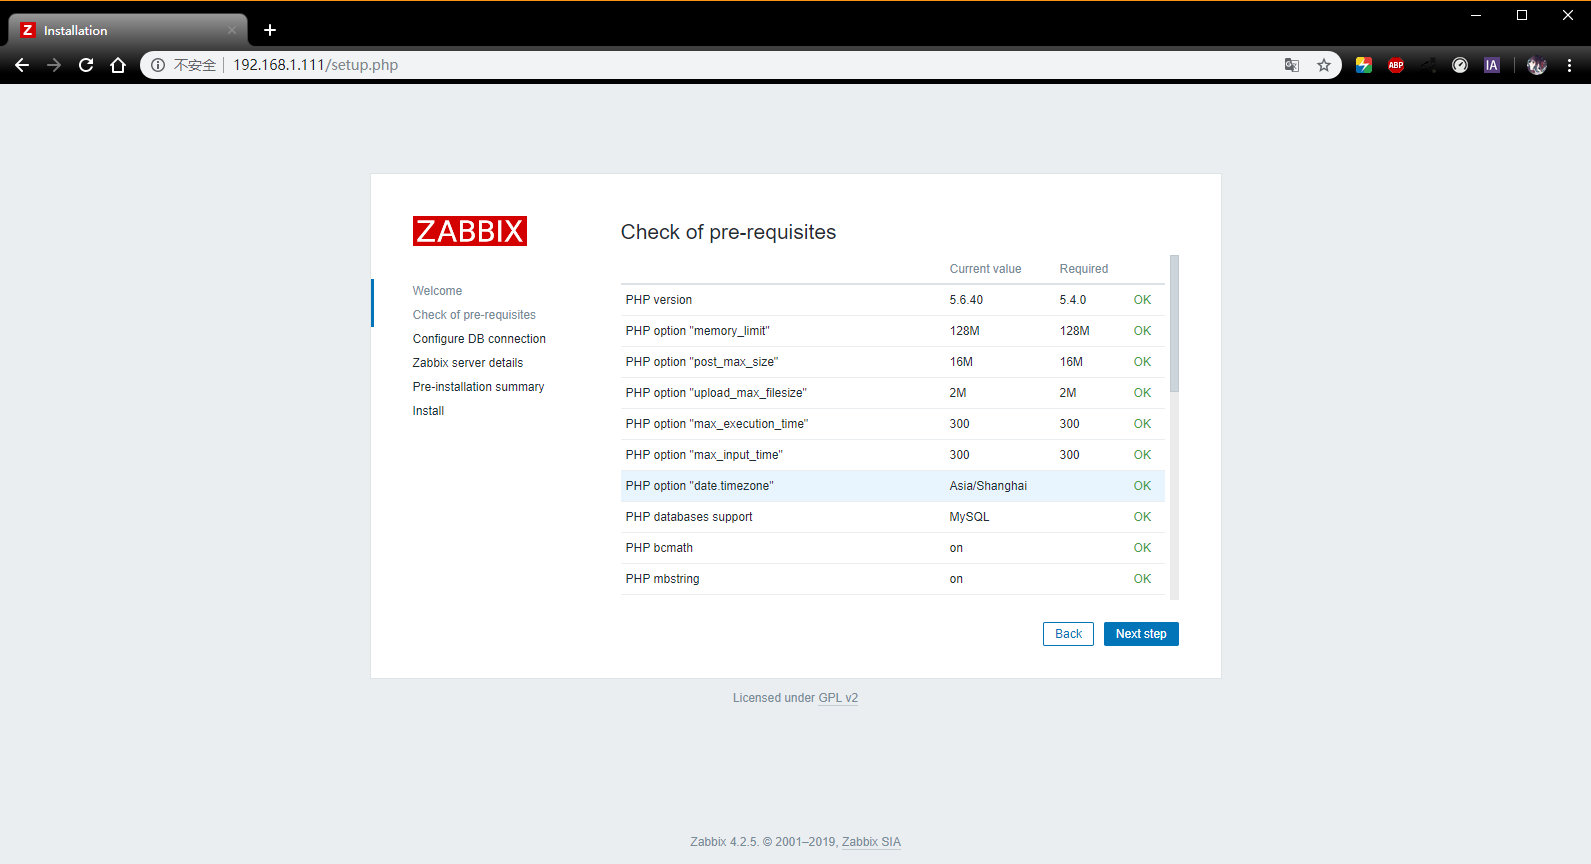 Z Installation
不安全 192.168.1.111/setup.php ABP IA
ZABBIX
Welcome
Check of pre-requisites
Configure DB connection
Zabbix server details
Pre-installation summary
Install
Check of pre-requisites
Current value Required
PHP version 5.6.40 5.4.0 OK
PHP option "memory_limit" 128M 128M OK
PHP option "post_max_size" 16M 16M OK
PHP option "upload_max_filesize" 2M 2M OK
PHP option "max_execution_time" 300 300 OK
PHP option "max_input_time" 300 300 OK
PHP option "date.timezone" Asia/Shanghai OK
PHP databases support MySQL OK
PHP bcmath on OK
PHP mbstring on OK
Back Next step
Licensed under GPL v2
Zabbix 4.2.5. © 2001–2019, Zabbix SIA